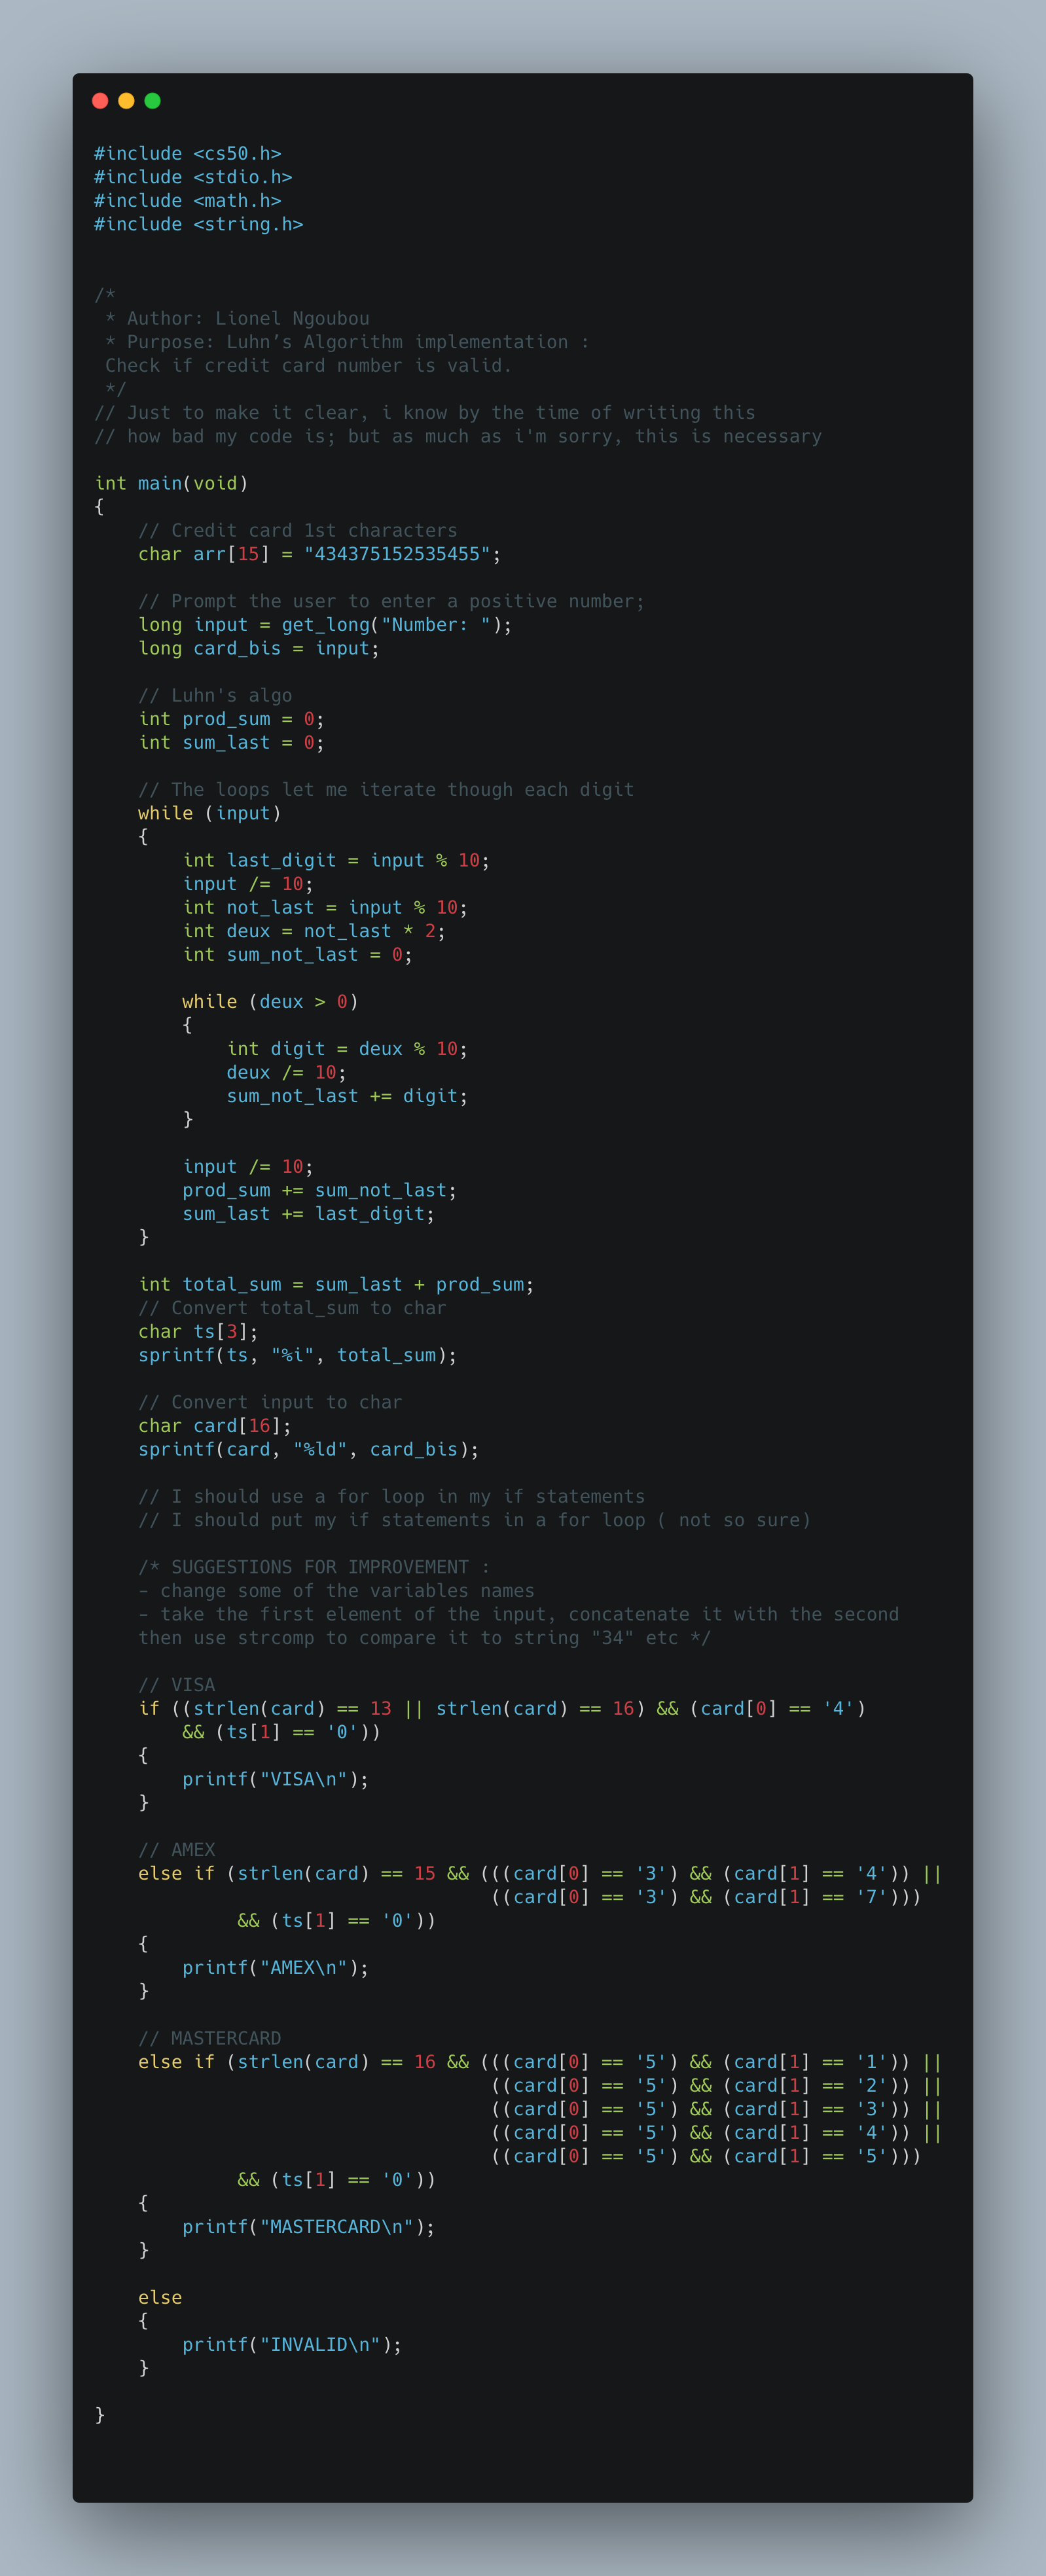 #include <cs50.h>
#include <stdio.h>
#include <math.h>
#include <string.h>


/*
 * Author: Lionel Ngoubou
 * Purpose: Luhn’s Algorithm implementation :
 Check if credit card number is valid.
 */
// Just to make it clear, i know by the time of writing this
// how bad my code is; but as much as i'm sorry, this is necessary

int main(void)
{
    // Credit card 1st characters
    char arr[15] = "434375152535455";

    // Prompt the user to enter a positive number;
    long input = get_long("Number: ");
    long card_bis = input;

    // Luhn's algo
    int prod_sum = 0;
    int sum_last = 0;

    // The loops let me iterate though each digit
    while (input)
    {
        int last_digit = input % 10;
        input /= 10;
        int not_last = input % 10;
        int deux = not_last * 2;
        int sum_not_last = 0;

        while (deux > 0)
        {
            int digit = deux % 10;
            deux /= 10;
            sum_not_last += digit;
        }

        input /= 10;
        prod_sum += sum_not_last;
        sum_last += last_digit;
    }

    int total_sum = sum_last + prod_sum;
    // Convert total_sum to char
    char ts[3];
    sprintf(ts, "%i", total_sum);

    // Convert input to char
    char card[16];
    sprintf(card, "%ld", card_bis);

    // I should use a for loop in my if statements
    // I should put my if statements in a for loop ( not so sure)

    /* SUGGESTIONS FOR IMPROVEMENT :
    - change some of the variables names
    - take the first element of the input, concatenate it with the second
    then use strcomp to compare it to string "34" etc */

    // VISA
    if ((strlen(card) == 13 || strlen(card) == 16) && (card[0] == '4')
        && (ts[1] == '0'))
    {
        printf("VISA\n");
    }

    // AMEX
    else if (strlen(card) == 15 && (((card[0] == '3') && (card[1] == '4')) ||
                                    ((card[0] == '3') && (card[1] == '7')))
             && (ts[1] == '0'))
    {
        printf("AMEX\n");
    }

    // MASTERCARD
    else if (strlen(card) == 16 && (((card[0] == '5') && (card[1] == '1')) ||
                                    ((card[0] == '5') && (card[1] == '2')) ||
                                    ((card[0] == '5') && (card[1] == '3')) ||
                                    ((card[0] == '5') && (card[1] == '4')) ||
                                    ((card[0] == '5') && (card[1] == '5')))
             && (ts[1] == '0'))
    {
        printf("MASTERCARD\n");
    }

    else
    {
        printf("INVALID\n");
    }

}